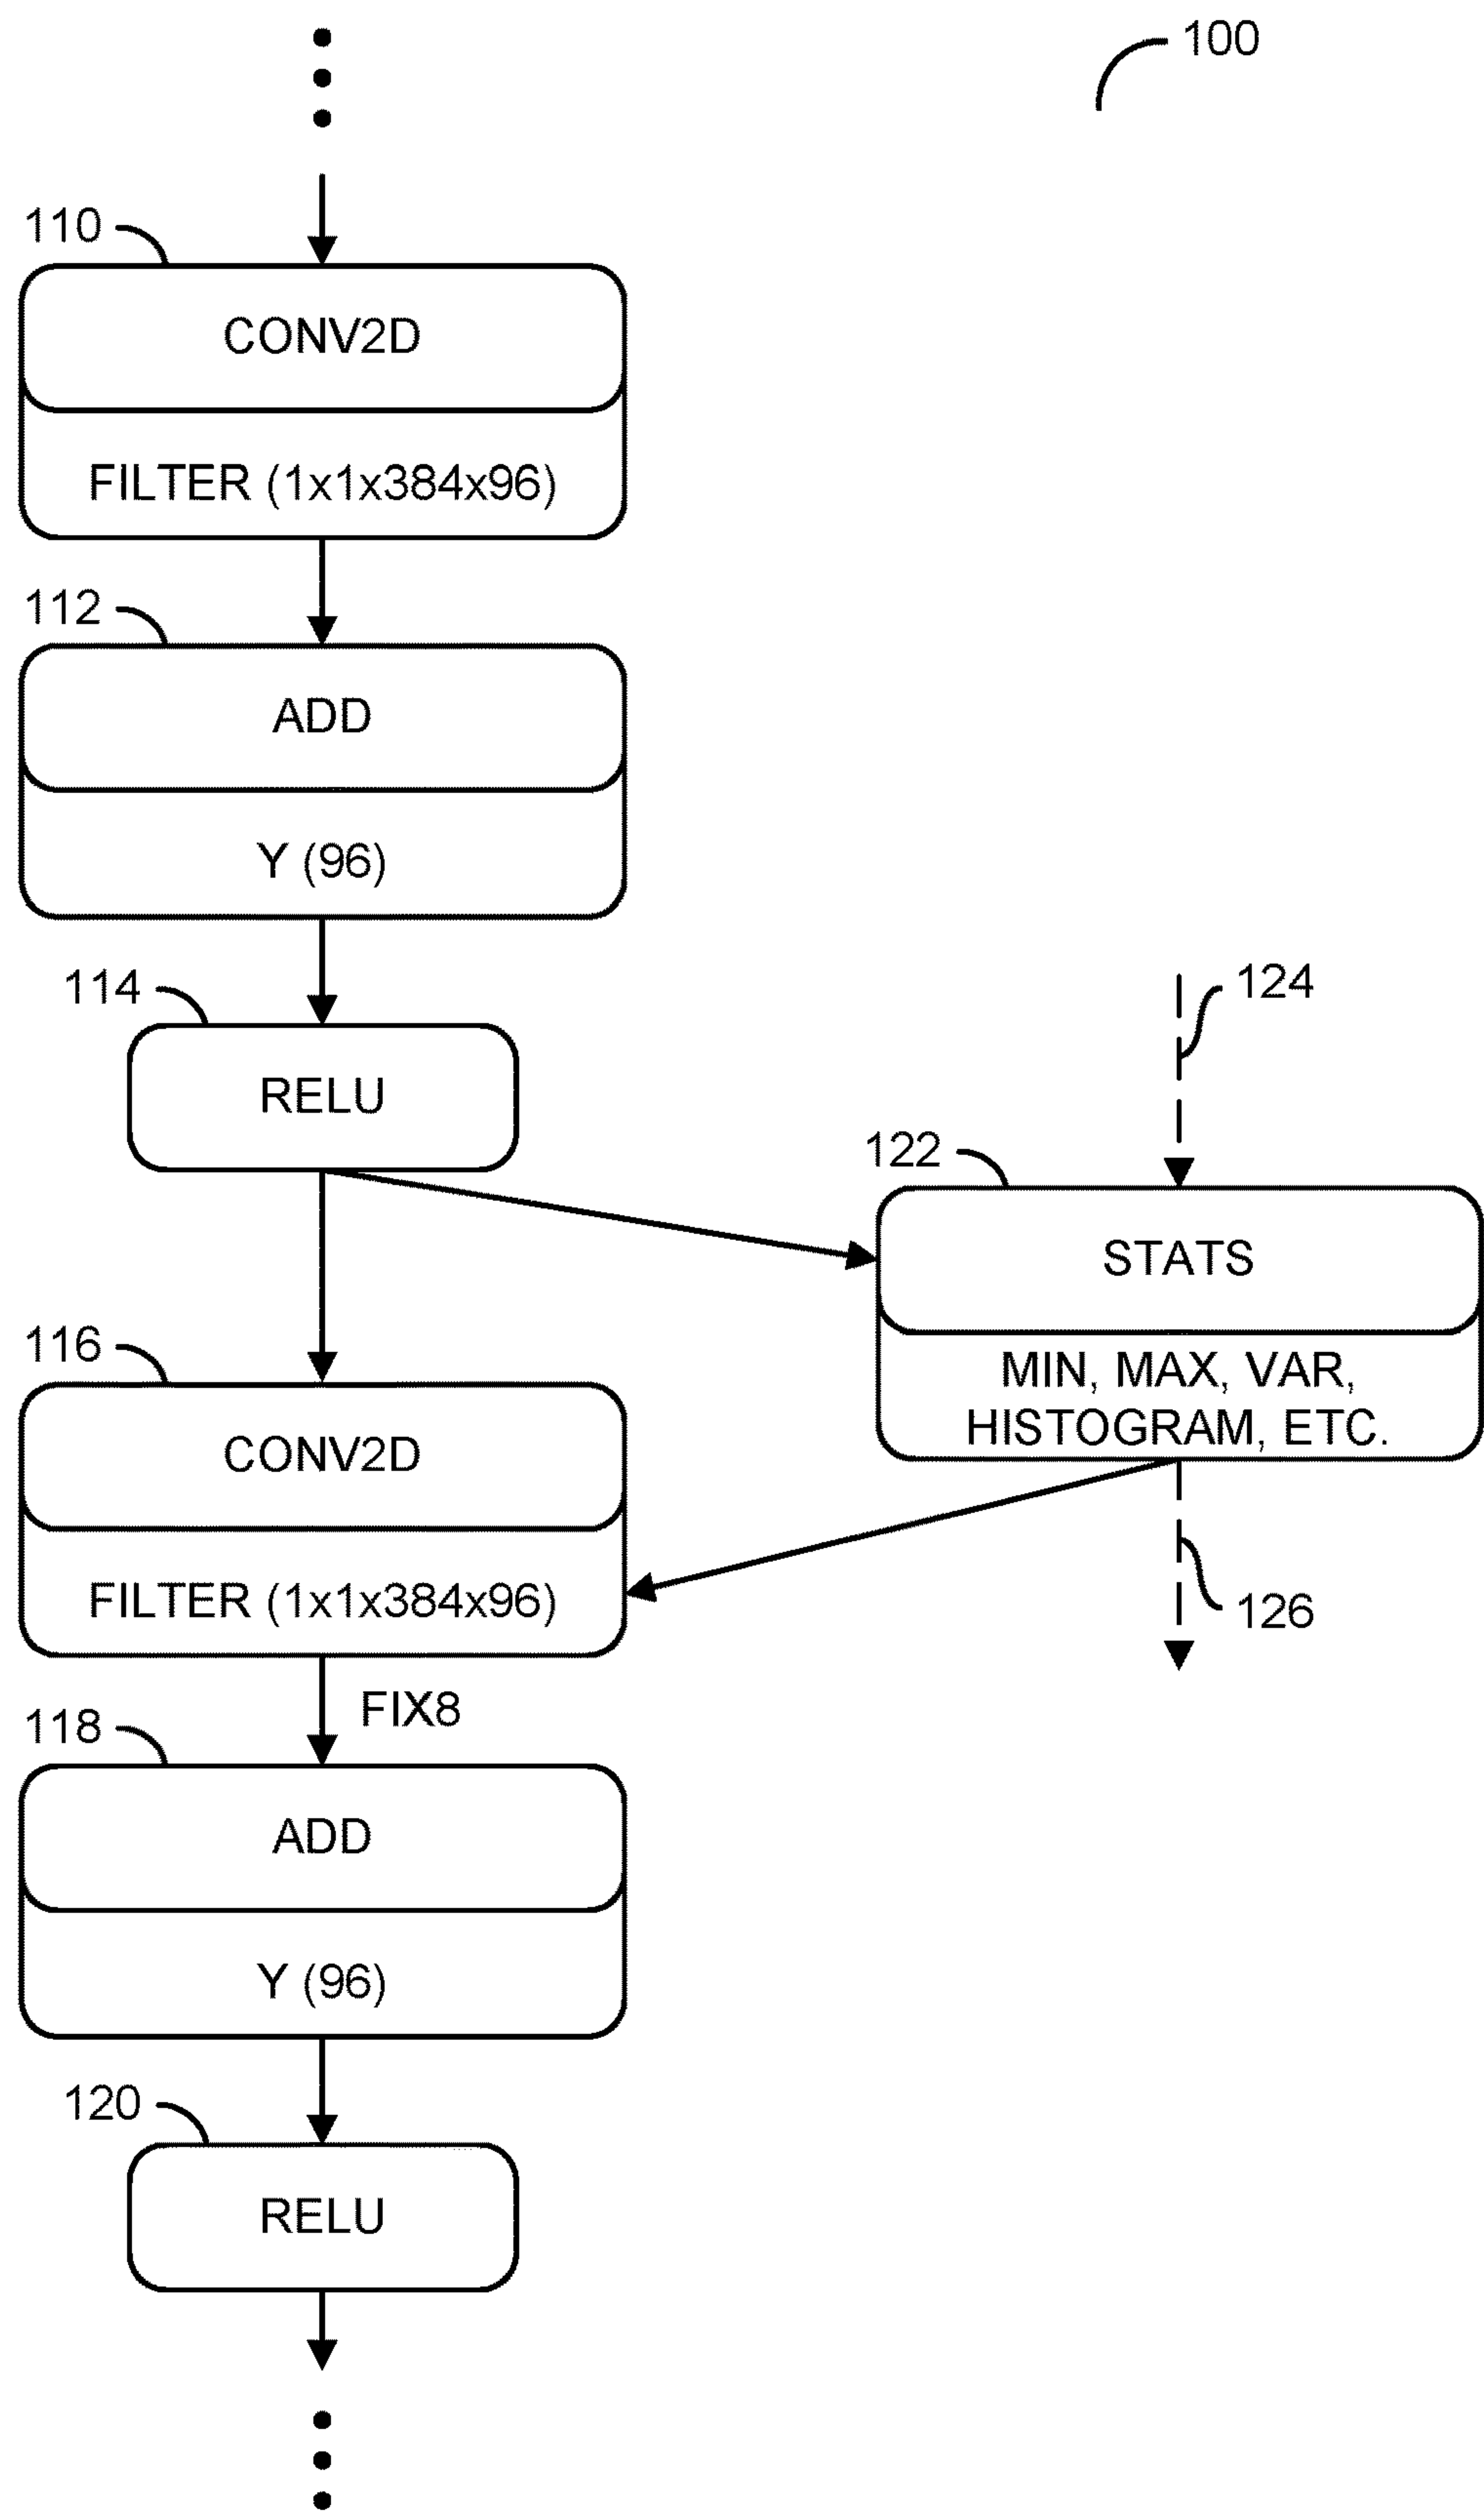 100
110
CONV2D
FILTER (1x1x384x96)
112
ADD
Y (96)
114
RELU
124
122
STATS
MIN, MAX, VAR,
HISTOGRAM, ETC.
116
CONV2D
FILTER (1x1x384x96)
126
FIX8
118
ADD
Y (96)
120
RELU